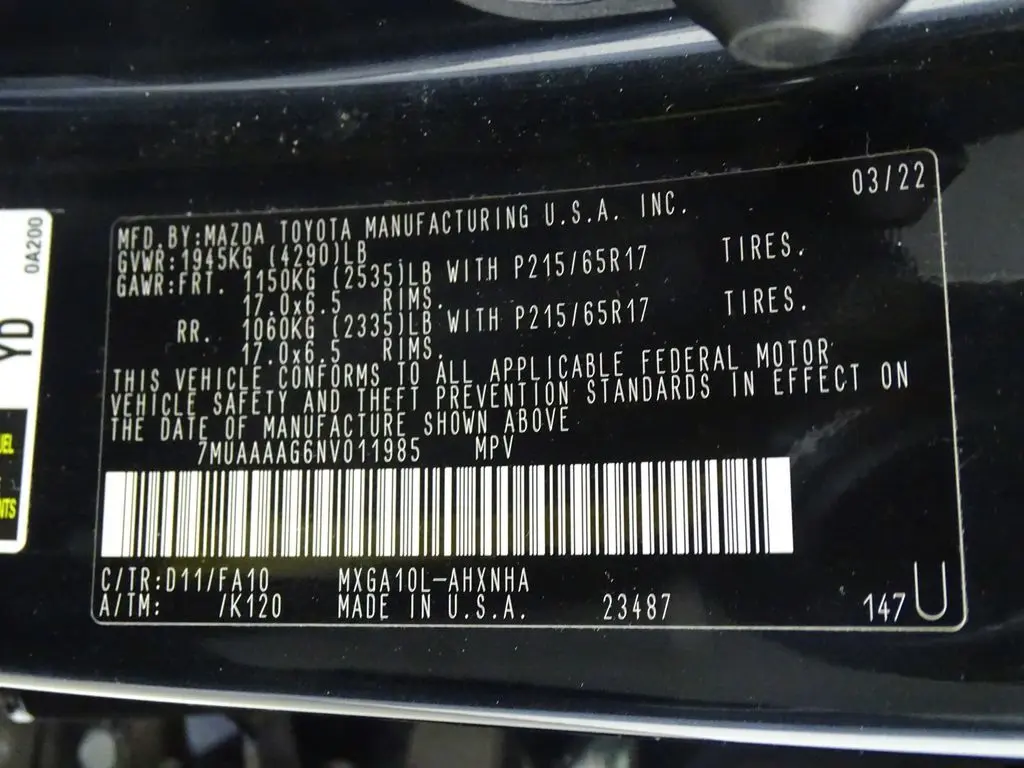 03/22
MFD.BY:MAZDA TOYOTA MANUFACTURING U.S.A. INC.
GVWR:1945KG (4290)LB
GAWR:FRT. 1150KG (2535)LB WITH P215/65R17 TIRES.
17.0x6.5 RIMS.
RR. 1060KG (2335)LB WITH P215/65R17 TIRES.
17.0x6.5 RIMS.
THIS VEHICLE CONFORMS TO ALL APPLICABLE FEDERAL MOTOR
VEHICLE SAFETY AND THEFT PREVENTION STANDARDS IN EFFECT ON
THE DATE OF MANUFACTURE SHOWN ABOVE
7MUAAAAG6NV011985 MPV
C/TR:D11/FA10 MXGA10L-AHXNHA
A/TM: /K120 MADE IN U.S.A. 23487 147 U
0A200
YD